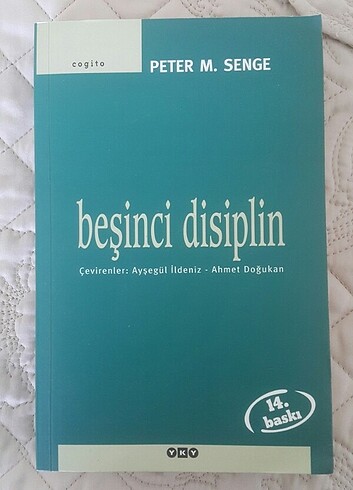 cogito
PETER M. SENGE
beşinci disiplin
Çevirenler: Ayşegül İldeniz - Ahmet Doğukan
14.
baskı
YKY